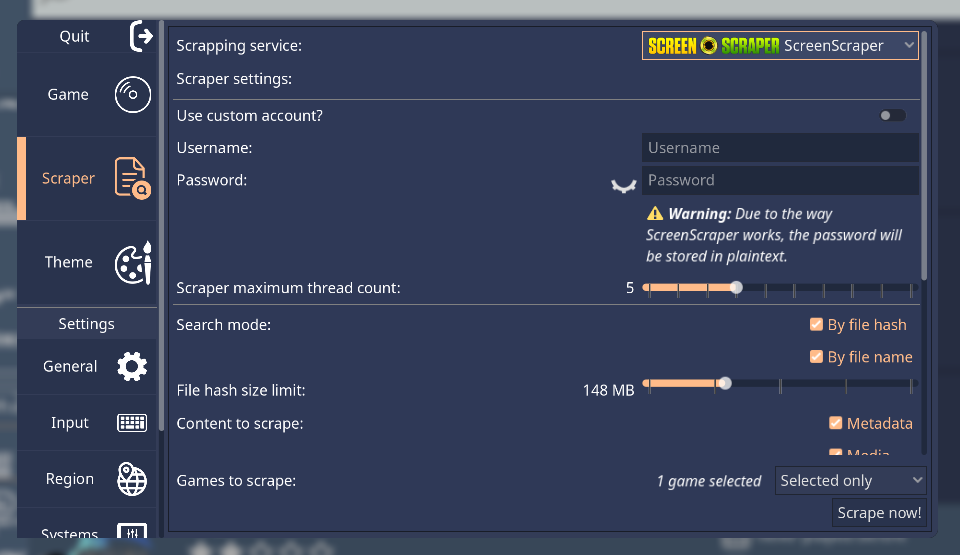 Quit
Game
Scraper
Theme
Settings
General
Input
Region
Systems
Scrapping service:
SCREEN SCRAPER ScreenScraper
Scraper settings:
Use custom account?
Username:
Username
Password:
Password
⚠ Warning: Due to the way
ScreenScraper works, the password will
be stored in plaintext.
Scraper maximum thread count: 5
Search mode:
By file hash
By file name
File hash size limit: 148 MB
Content to scrape:
Metadata
Media
Games to scrape: 1 game selected Selected only
Scrape now!